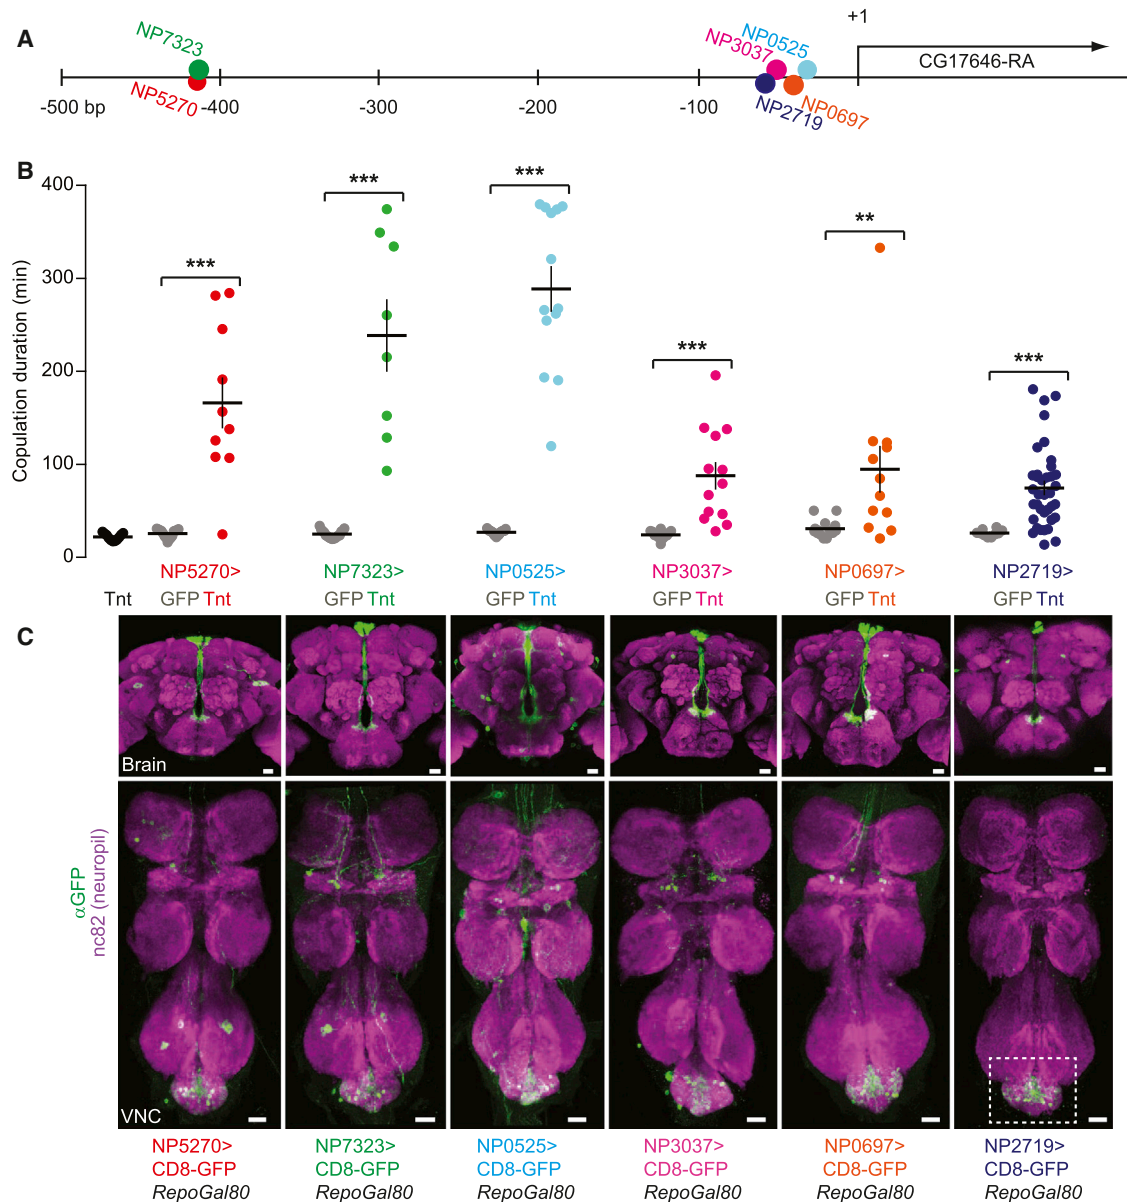 A
NP7323
NP5270
NP3037
NP0525
NP2719
NP0697
+1
CG17646-RA
-500 bp
-400
-300
-200
-100
B
Copulation duration (min)
400
300
200
100
0
***
***
***
***
**
***
Tnt
NP5270>
GFP Tnt
NP7323>
GFP Tnt
NP0525>
GFP Tnt
NP3037>
GFP Tnt
NP0697>
GFP Tnt
NP2719>
GFP Tnt
C
Brain
αGFP
nc82 (neuropil)
VNC
NP5270>
CD8-GFP
RepoGal80
NP7323>
CD8-GFP
RepoGal80
NP0525>
CD8-GFP
RepoGal80
NP3037>
CD8-GFP
RepoGal80
NP0697>
CD8-GFP
RepoGal80
NP2719>
CD8-GFP
RepoGal80